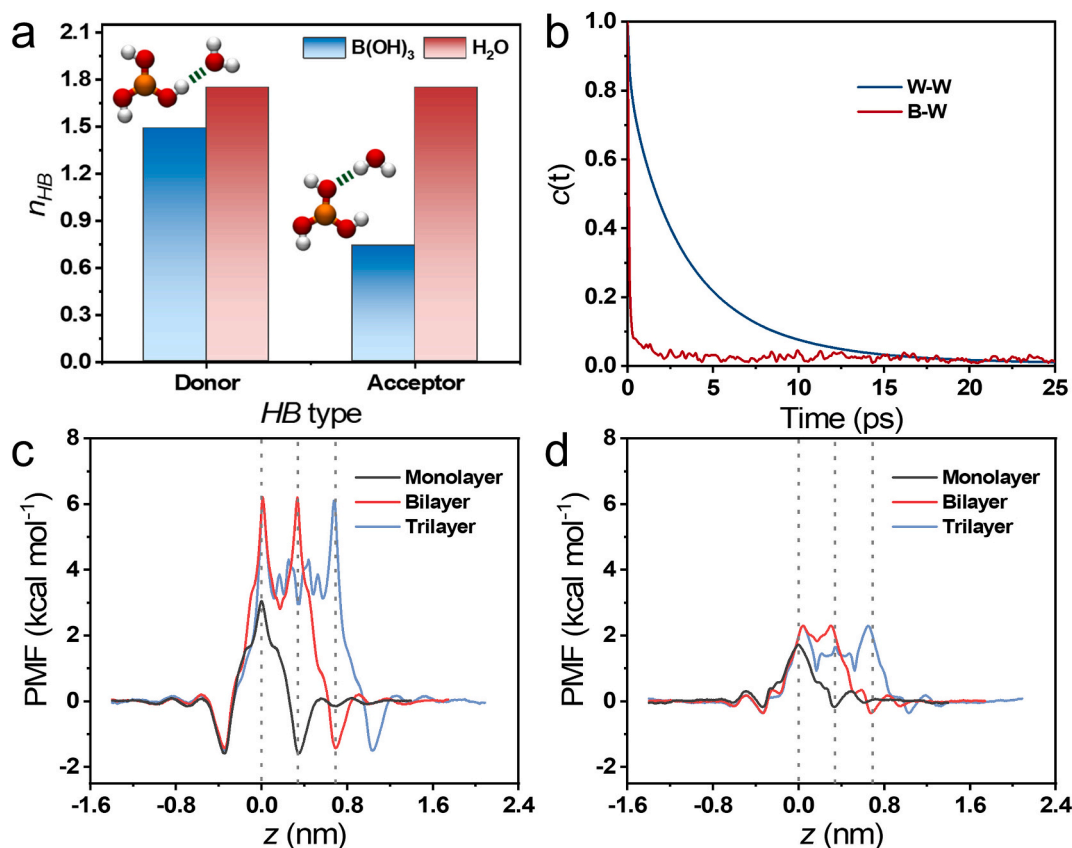 a
2.1
1.8
1.5
1.2
0.9
0.6
0.3
0.0
n_HB
B(OH)₃
H₂O
Donor
Acceptor
HB type
b
1.0
0.8
0.6
0.4
0.2
0.0
c(t)
W-W
B-W
0
5
10
15
20
25
Time (ps)
c
8
6
4
2
0
-2
PMF (kcal mol⁻¹)
Monolayer
Bilayer
Trilayer
-1.6
-0.8
0.0
0.8
1.6
2.4
z (nm)
d
8
6
4
2
0
-2
PMF (kcal mol⁻¹)
Monolayer
Bilayer
Trilayer
-1.6
-0.8
0.0
0.8
1.6
2.4
z (nm)